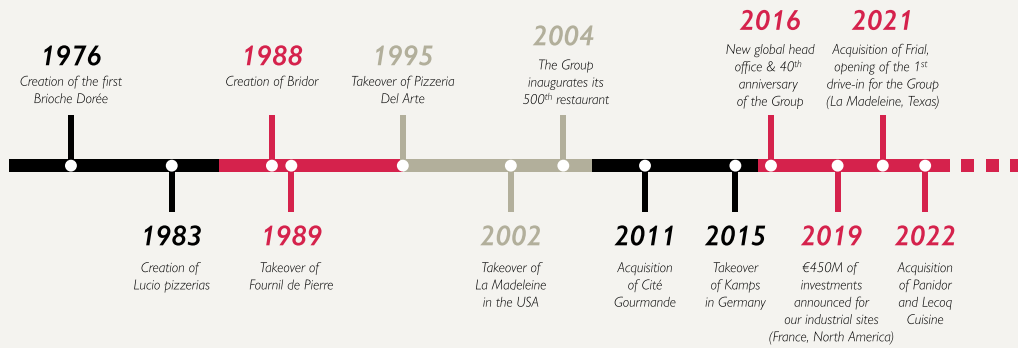 1976
Creation of the first
Brioche Dorée
1983
Creation of
Lucio pizzerias
1988
Creation of Bridor
1989
Takeover of
Fournil de Pierre
1995
Takeover of Pizzeria
Del Arte
2002
Takeover of
La Madeleine
in the USA
2004
The Group
inaugurates its
500th restaurant
2011
Acquisition
of Cité
Gourmande
2015
Takeover
of Kamps
in Germany
2016
New global head
office & 40th
anniversary
of the Group
2019
€450M of
investments
announced for
our industrial sites
(France, North America)
2021
Acquisition of Frial,
opening of the 1st
drive-in for the Group
(La Madeleine, Texas)
2022
Acquisition
of Panidor
and Lecoq
Cuisine